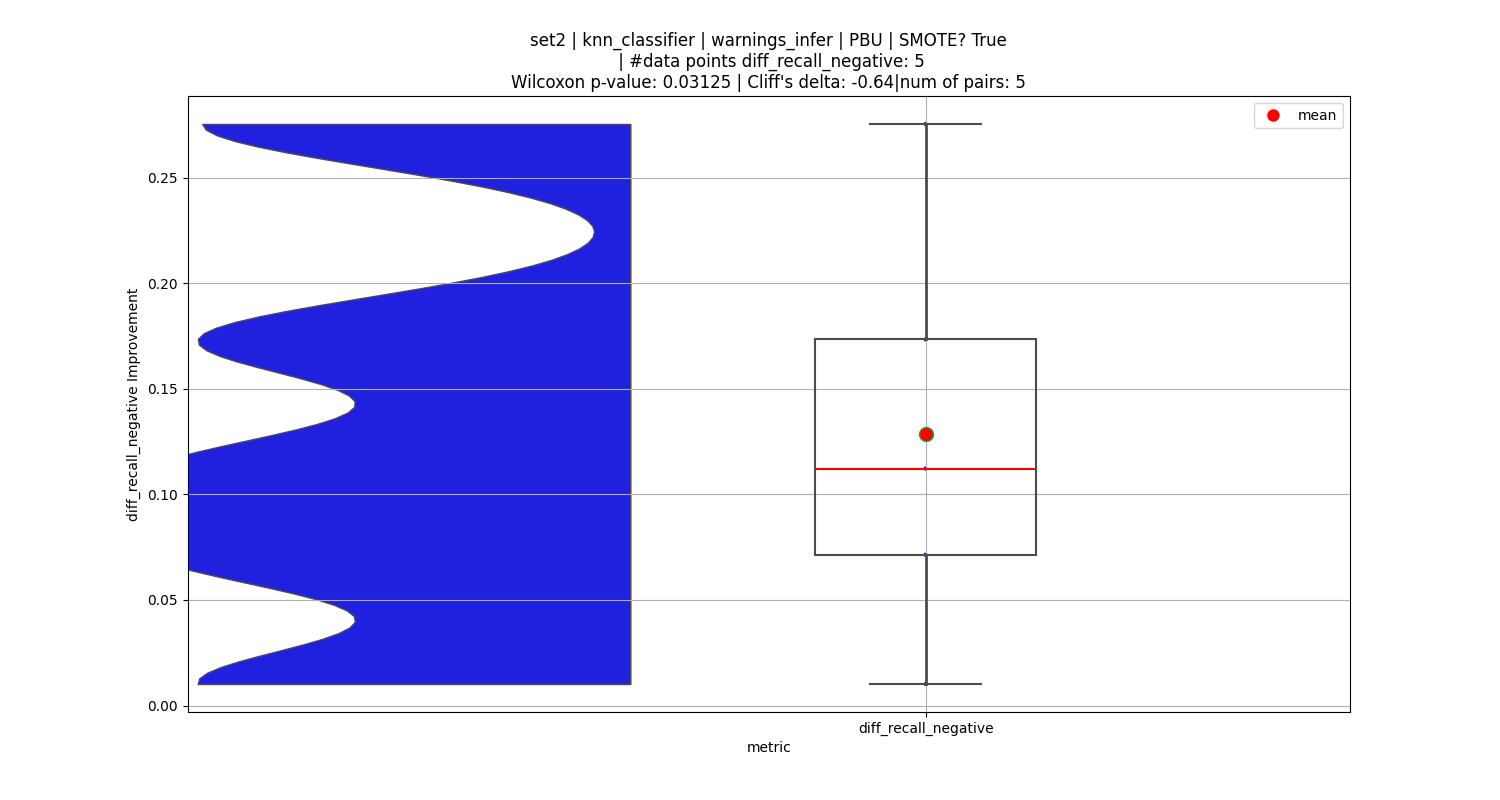 set2 | knn_classifier | warnings_infer | PBU | SMOTE? True
| #data points diff_recall_negative: 5
Wilcoxon p-value: 0.03125 | Cliff's delta: -0.64|num of pairs: 5
mean
0.25
0.20
0.15
0.10
0.05
0.00
diff_recall_negative Improvement
diff_recall_negative
metric